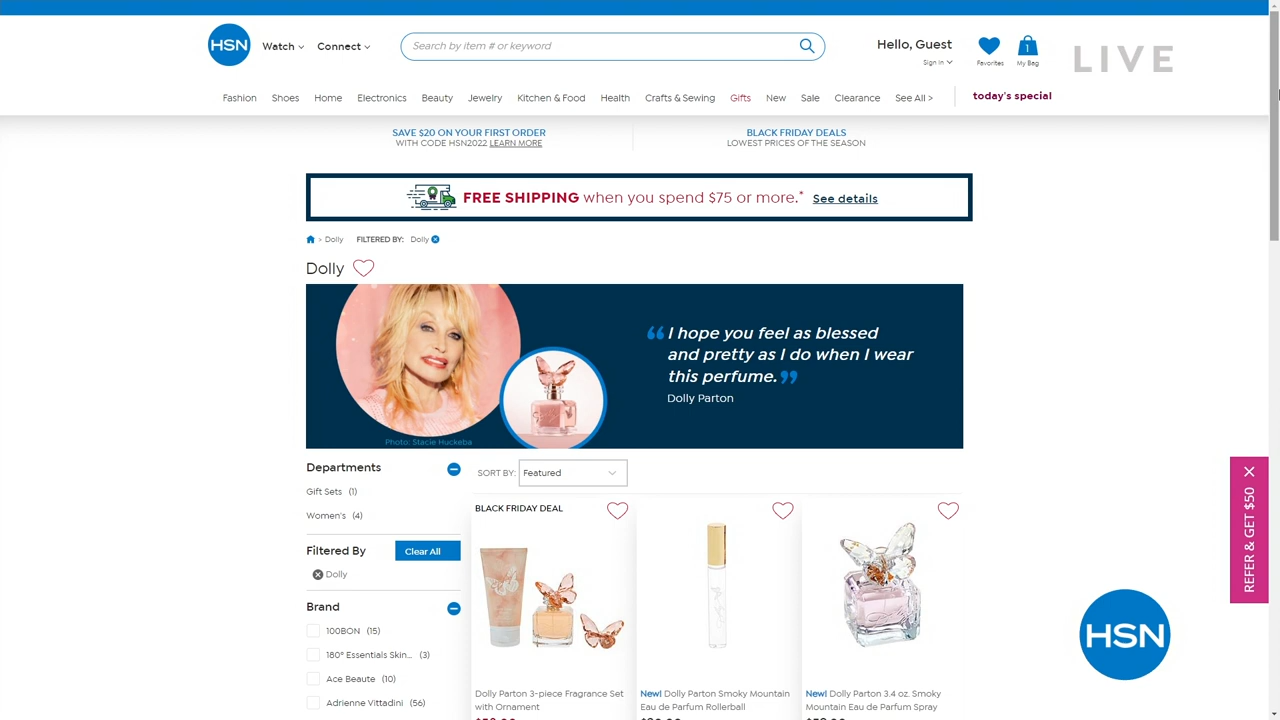 HSN
Watch
Connect
Search by item # or keyword
Hello, Guest
Sign In
Favorites
1
My Bag
LIVE
Fashion
Shoes
Home
Electronics
Beauty
Jewelry
Kitchen & Food
Health
Crafts & Sewing
Gifts
New
Sale
Clearance
See All >
today's special
SAVE $20 ON YOUR FIRST ORDER
WITH CODE HSN2022 LEARN MORE
BLACK FRIDAY DEALS
LOWEST PRICES OF THE SEASON
FREE SHIPPING when you spend $75 or more.* See details
> Dolly FILTERED BY: Dolly
Dolly
“ I hope you feel as blessed
and pretty as I do when I wear
this perfume. ”
Dolly Parton
Photo: Stacie Huckeba
Departments
Gift Sets (1)
Women's (4)
Filtered By
Clear All
Dolly
Brand
100BON (15)
180° Essentials Skin... (3)
Ace Beaute (10)
Adrienne Vittadini (56)
SORT BY: Featured
BLACK FRIDAY DEAL
Dolly Parton 3-piece Fragrance Set
with Ornament
New! Dolly Parton Smoky Mountain
Eau de Parfum Rollerball
New! Dolly Parton 3.4 oz. Smoky
Mountain Eau de Parfum Spray
REFER & GET $50
HSN